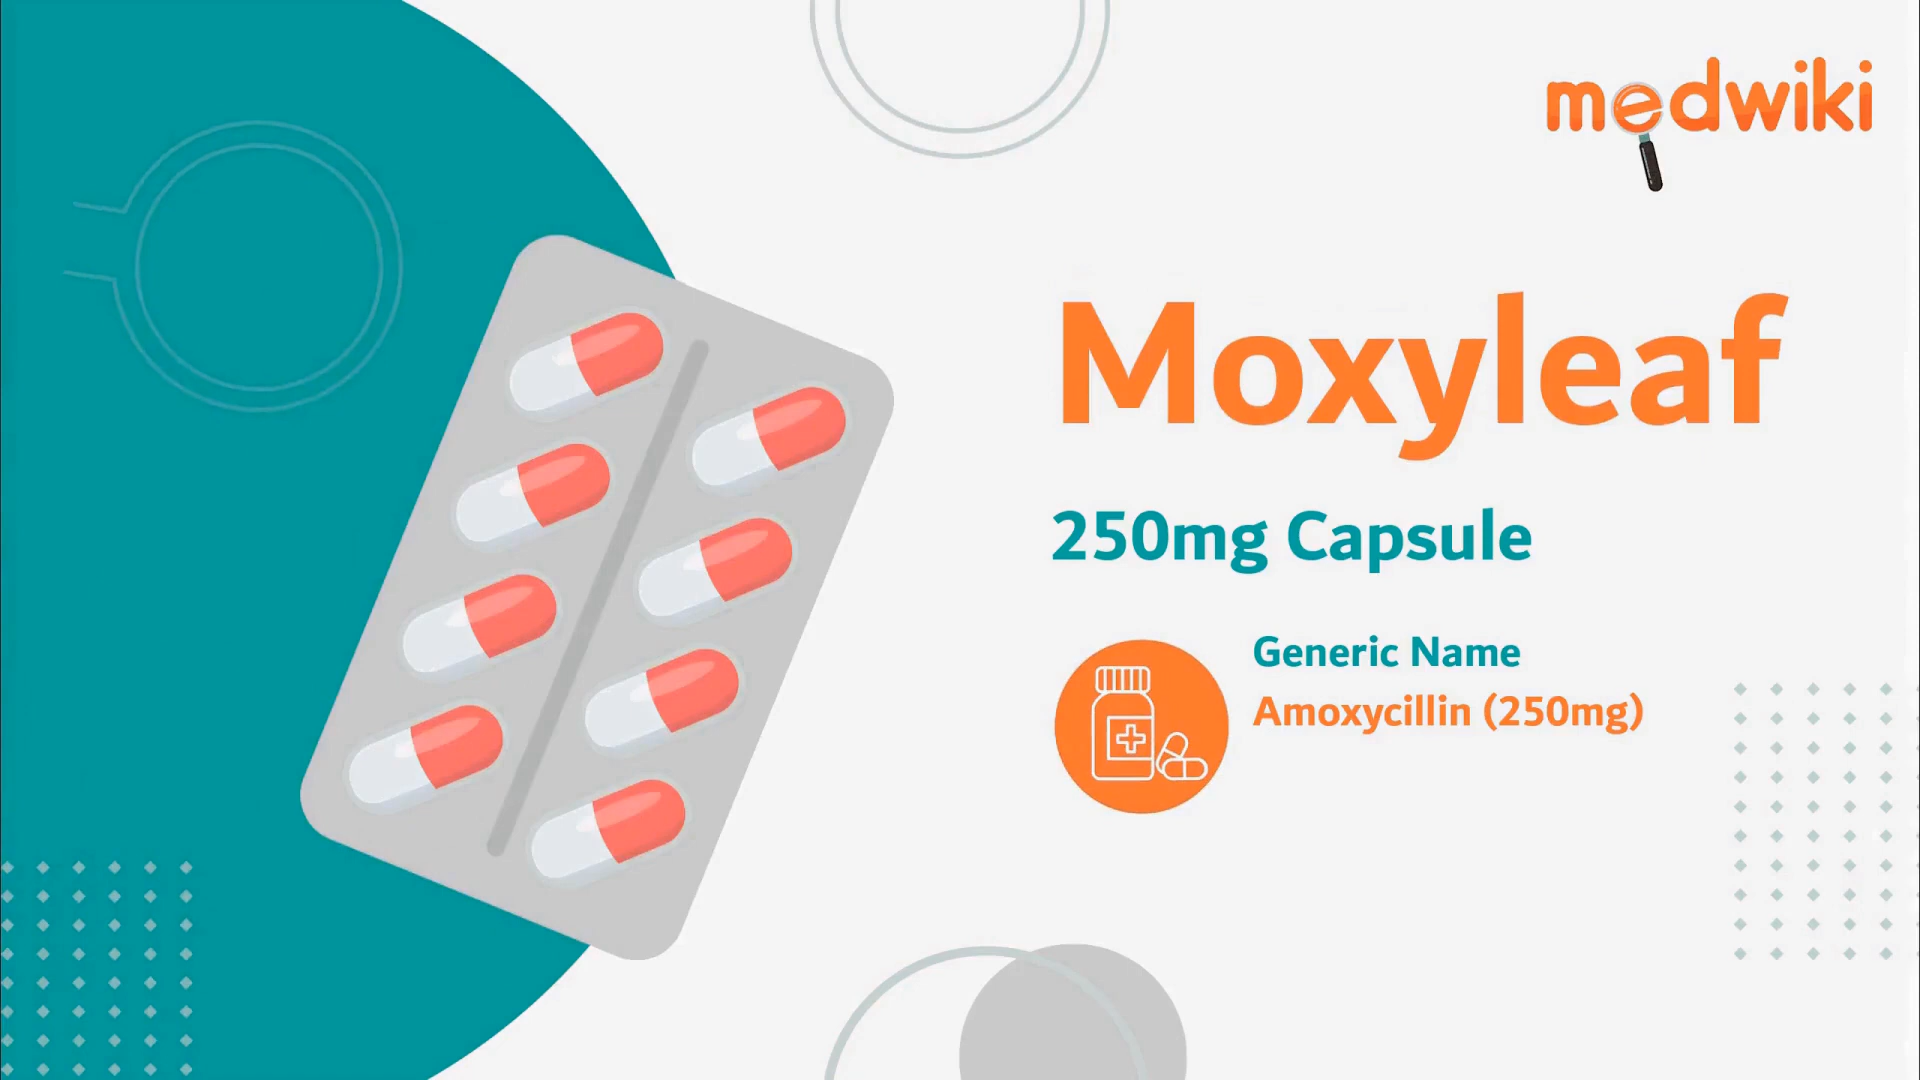 medwiki
Moxyleaf
250mg Capsule
Generic Name
Amoxycillin (250mg)